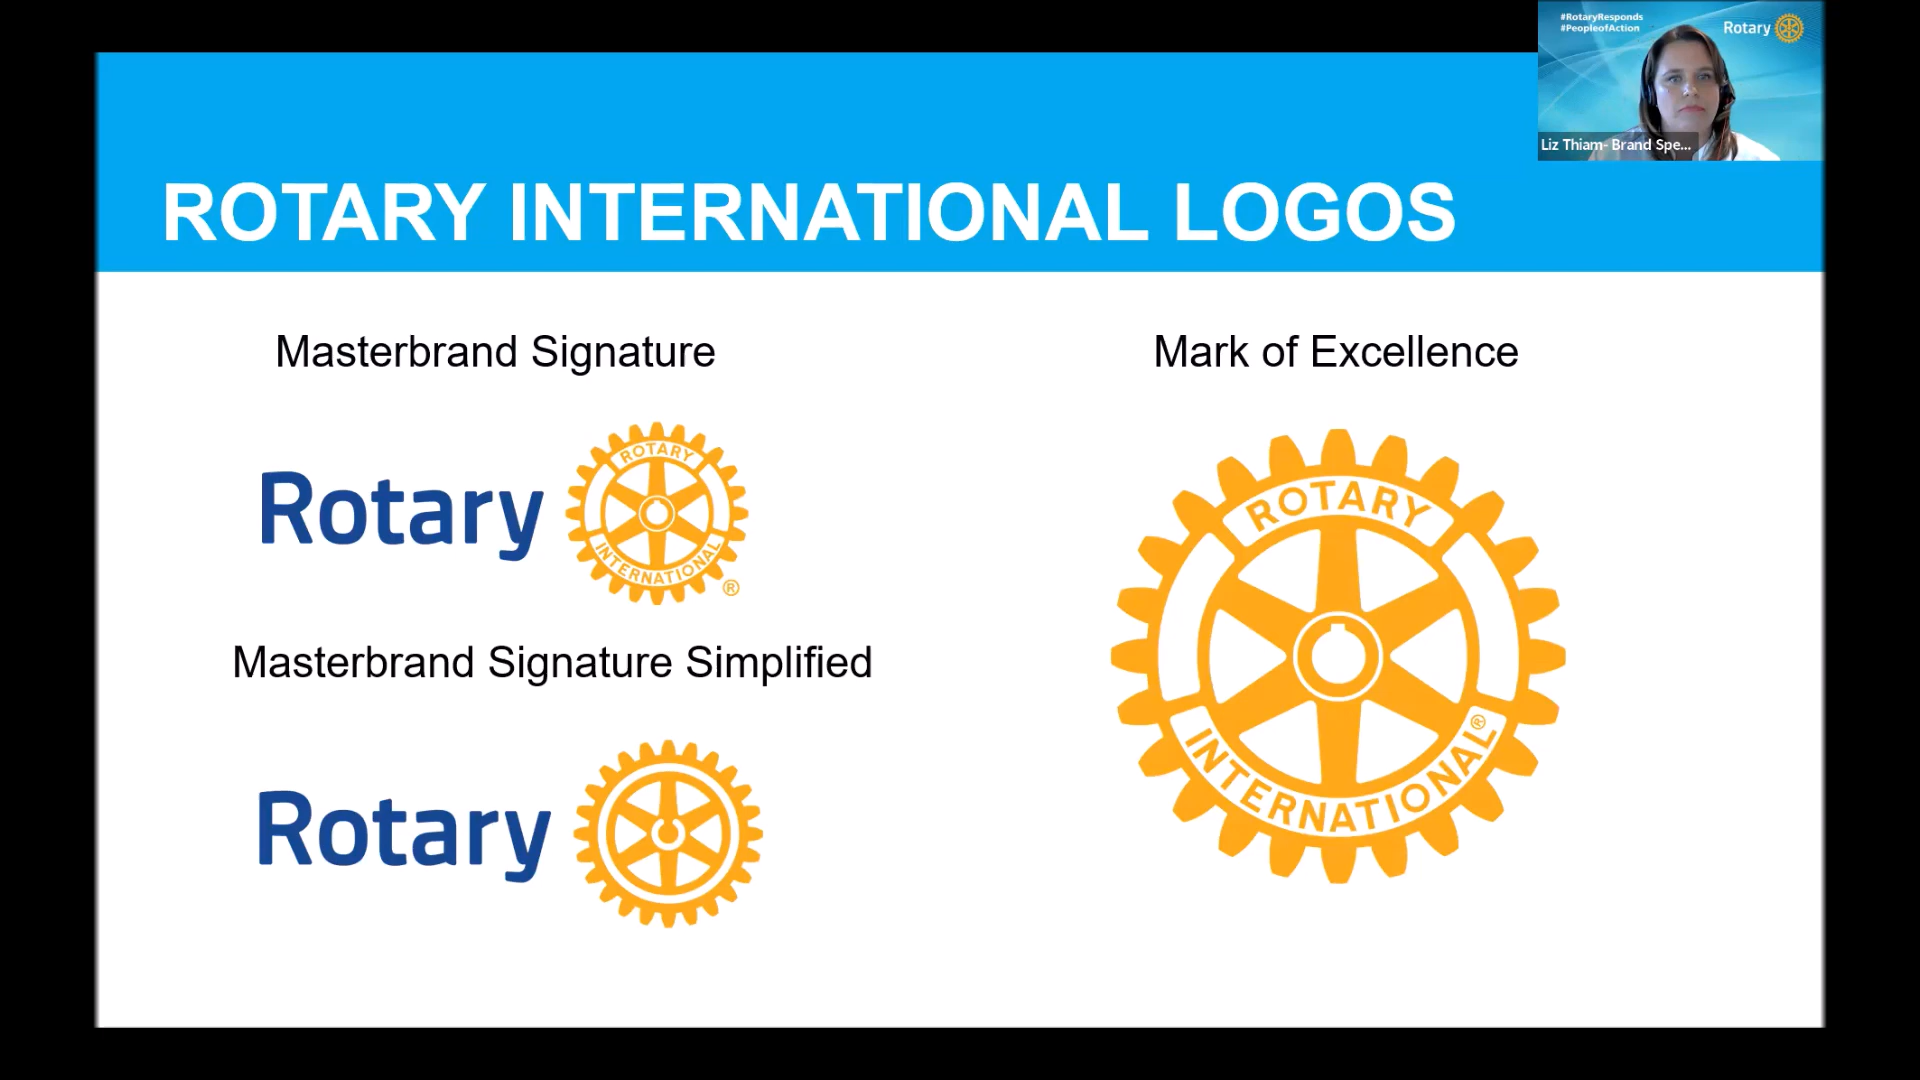 #RotaryResponds
#PeopleofAction
Rotary
Liz Thiam- Brand Spe...
ROTARY INTERNATIONAL LOGOS
Masterbrand Signature
Rotary
ROTARY
INTERNATIONAL
®
Masterbrand Signature Simplified
Rotary
Mark of Excellence
ROTARY
INTERNATIONAL®